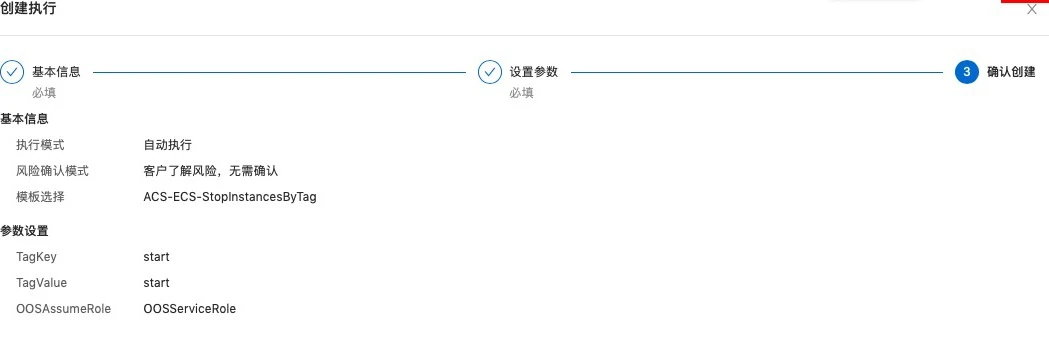 创建执行
基本信息
必填
设置参数
必填
3 确认创建
基本信息
执行模式 自动执行
风险确认模式 客户了解风险，无需确认
模板选择 ACS-ECS-StopInstancesByTag
参数设置
TagKey start
TagValue start
OOSAssumeRole OOSServiceRole